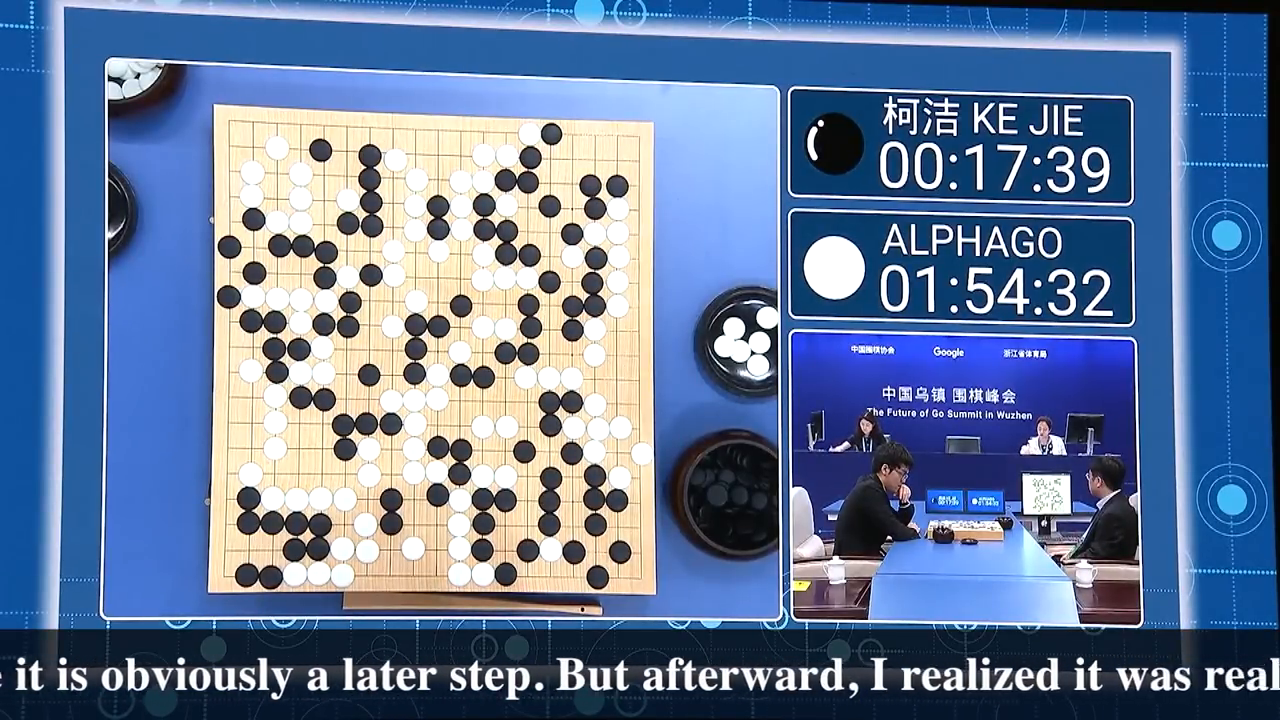 柯洁 KE JIE
00:17:39
ALPHAGO
01:54:32
中国围棋协会 Google 浙江省体育局
中国乌镇 围棋峰会
The Future of Go Summit in Wuzhen
it is obviously a later step. But afterward, I realized it was real